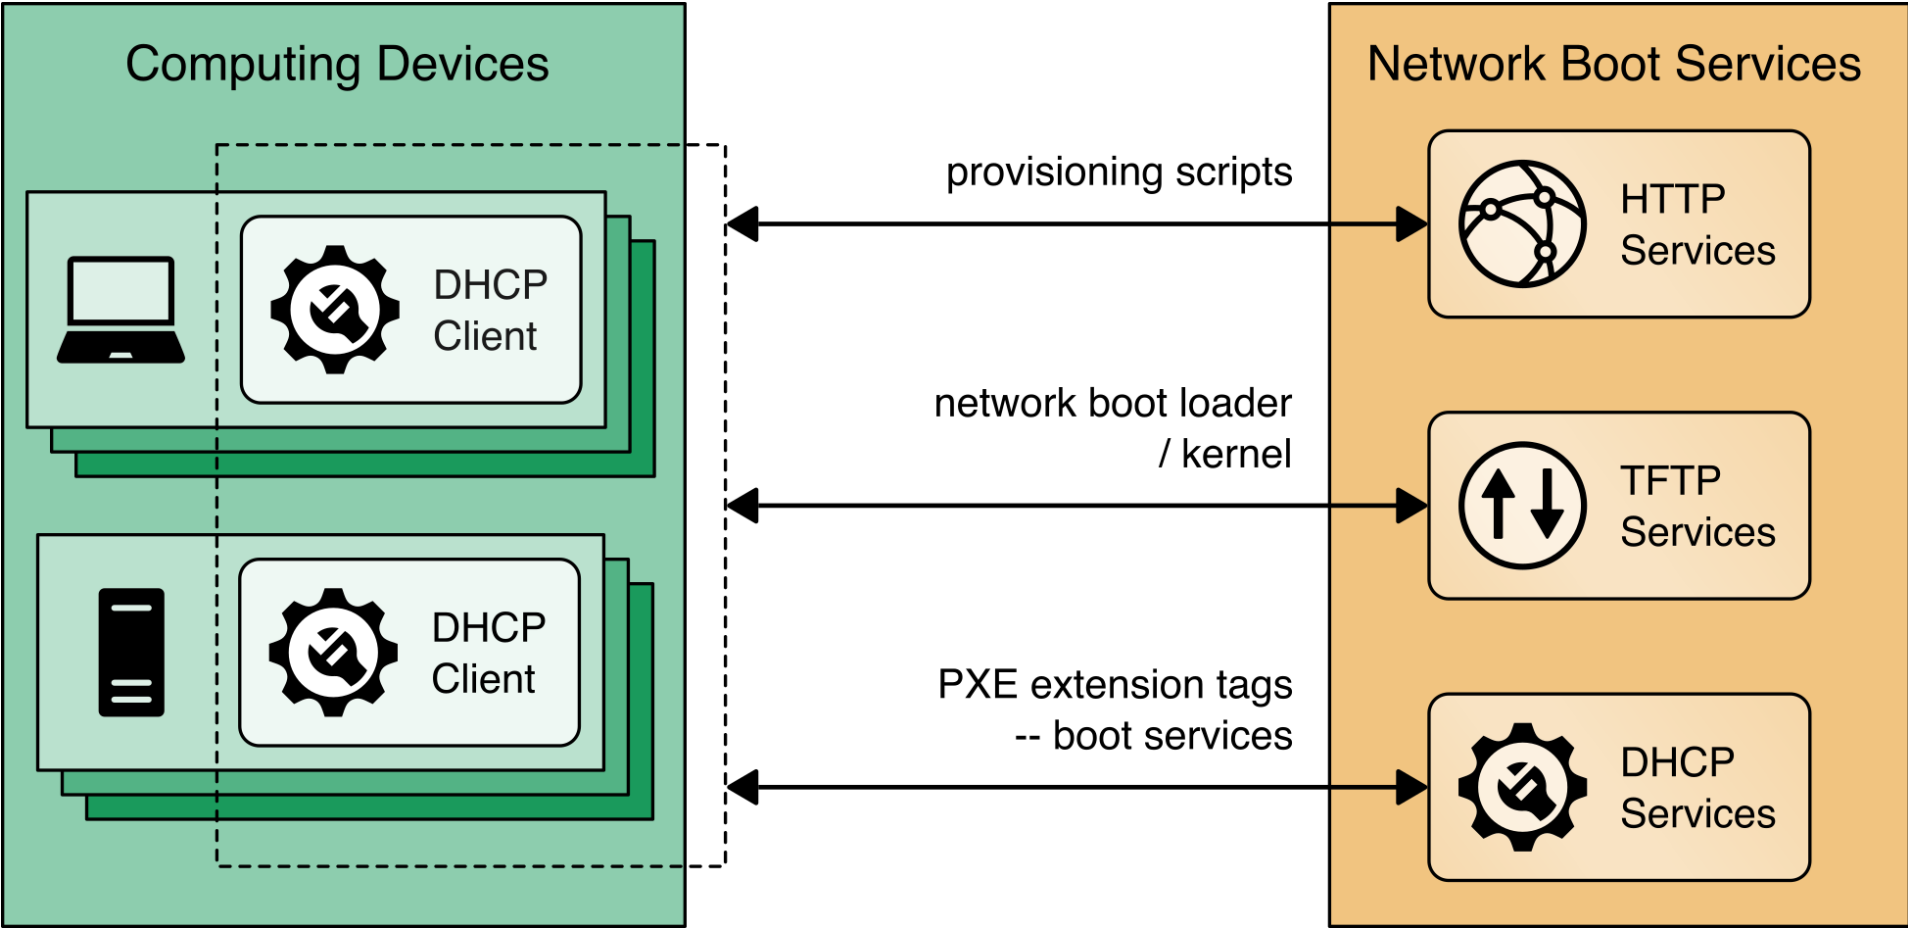 Computing Devices
Network Boot Services
DHCP
Client
DHCP
Client
provisioning scripts
network boot loader
/ kernel
PXE extension tags
-- boot services
HTTP
Services
TFTP
Services
DHCP
Services